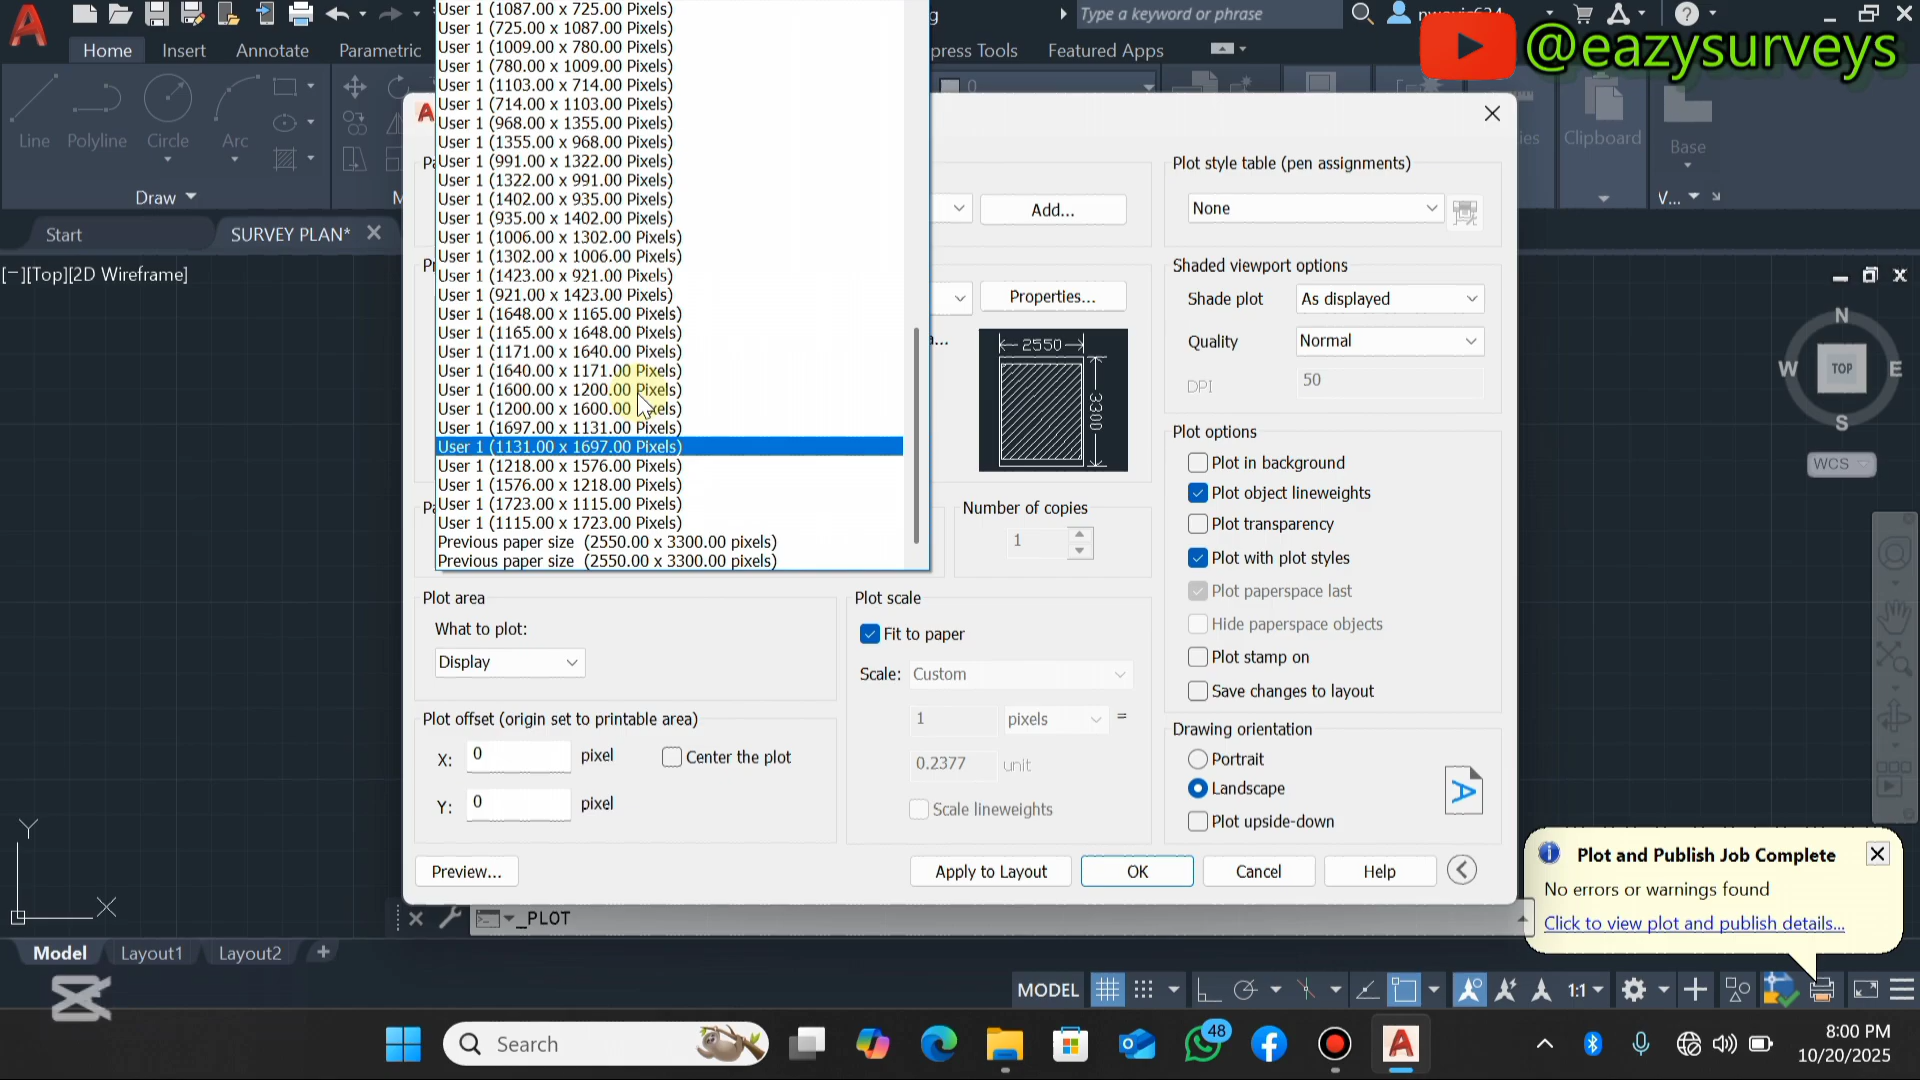 User 1 (1087.00 x 725.00 Pixels)
User 1 (725.00 x 1087.00 Pixels)
User 1 (1009.00 x 780.00 Pixels)
User 1 (780.00 x 1009.00 Pixels)
User 1 (1103.00 x 714.00 Pixels)
User 1 (714.00 x 1103.00 Pixels)
User 1 (968.00 x 1355.00 Pixels)
User 1 (1355.00 x 968.00 Pixels)
User 1 (991.00 x 1322.00 Pixels)
User 1 (1322.00 x 991.00 Pixels)
User 1 (1402.00 x 935.00 Pixels)
User 1 (935.00 x 1402.00 Pixels)
User 1 (1006.00 x 1302.00 Pixels)
User 1 (1302.00 x 1006.00 Pixels)
User 1 (1423.00 x 921.00 Pixels)
User 1 (921.00 x 1423.00 Pixels)
User 1 (1648.00 x 1165.00 Pixels)
User 1 (1165.00 x 1648.00 Pixels)
User 1 (1171.00 x 1640.00 Pixels)
User 1 (1640.00 x 1171.00 Pixels)
User 1 (1600.00 x 1200.00 Pixels)
User 1 (1200.00 x 1600.00 Pixels)
User 1 (1697.00 x 1131.00 Pixels)
User 1 (1131.00 x 1697.00 Pixels)
User 1 (1218.00 x 1576.00 Pixels)
User 1 (1576.00 x 1218.00 Pixels)
User 1 (1723.00 x 1115.00 Pixels)
User 1 (1115.00 x 1723.00 Pixels)
Previous paper size (2550.00 x 3300.00 pixels)
Previous paper size (2550.00 x 3300.00 pixels)
Type a keyword or phrase
@eazysurveys
Home Insert Annotate Parametric press Tools Featured Apps
Line Polyline Circle Arc
Draw
Clipboard
Base
V...
Start SURVEY PLAN*
[−][Top][2D Wireframe]
Add...
Properties...
2550
3300
Number of copies
1
Plot area
What to plot:
Display
Plot offset (origin set to printable area)
X: 0 pixel Center the plot
Y: 0 pixel
Plot scale
Fit to paper
Scale: Custom
1 pixels =
0.2377 unit
Scale lineweights
Plot style table (pen assignments)
None
Shaded viewport options
Shade plot As displayed
Quality Normal
DPI 50
Plot options
Plot in background
Plot object lineweights
Plot transparency
Plot with plot styles
Plot paperspace last
Hide paperspace objects
Plot stamp on
Save changes to layout
Drawing orientation
Portrait
Landscape
Plot upside-down
A
Preview... Apply to Layout OK Cancel Help
N
W TOP E
S
WCS
Y
X
_PLOT
Plot and Publish Job Complete
No errors or warnings found
Click to view plot and publish details...
Model Layout1 Layout2 +
MODEL 1:1
Search
48
8:00 PM
10/20/2025